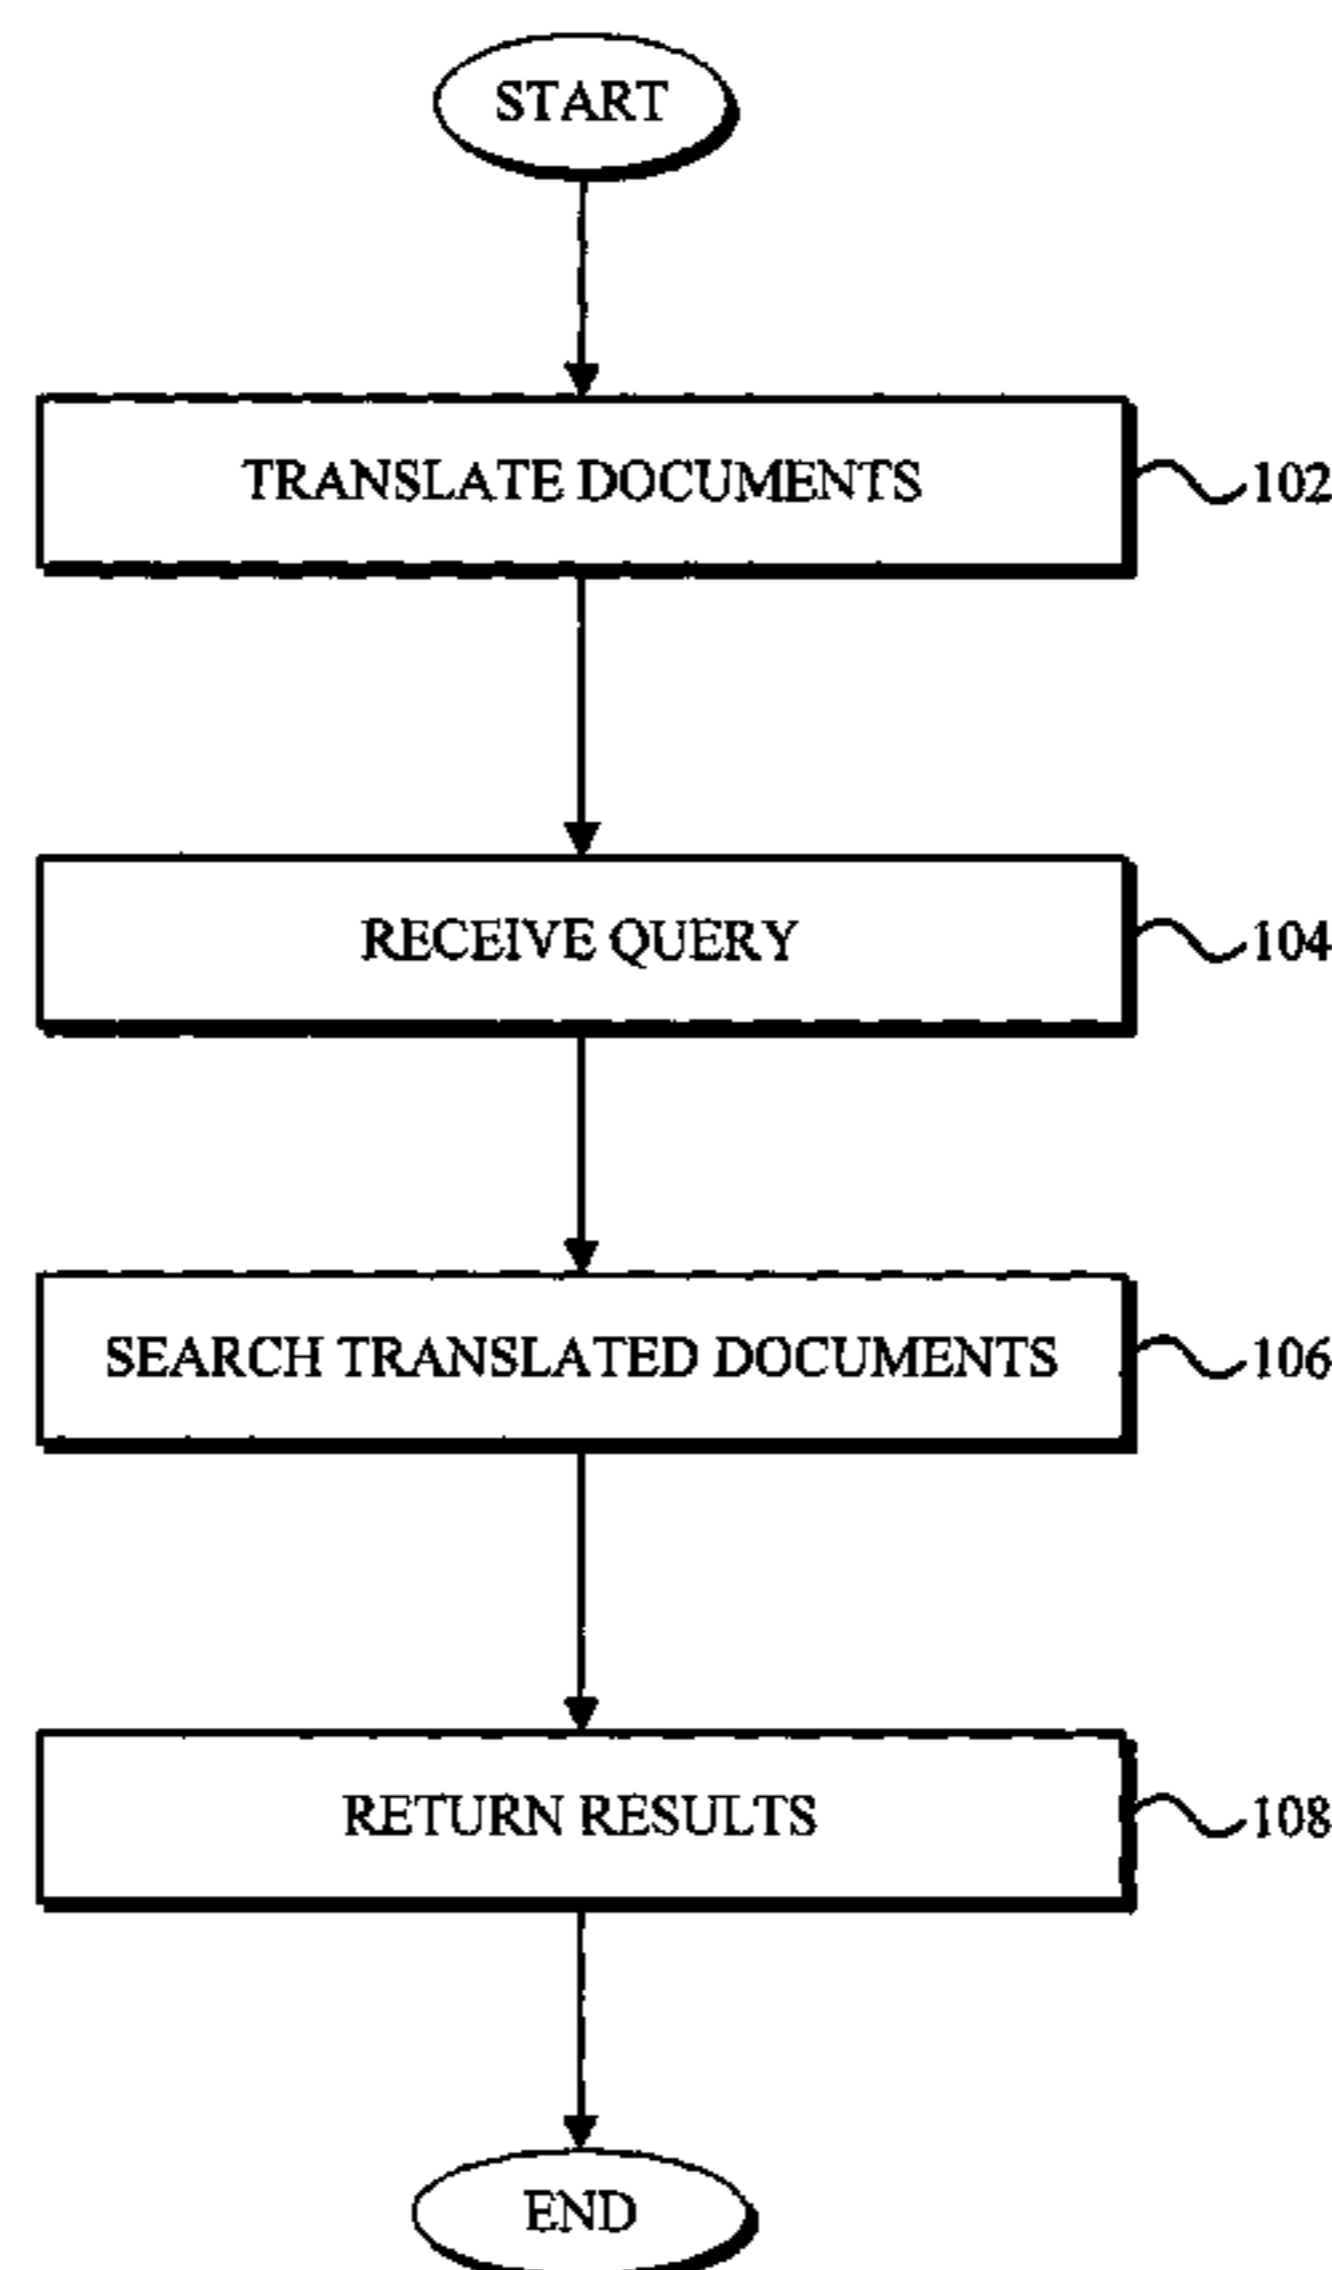 START
TRANSLATE DOCUMENTS
102
RECEIVE QUERY
104
SEARCH TRANSLATED DOCUMENTS
106
RETURN RESULTS
108
END